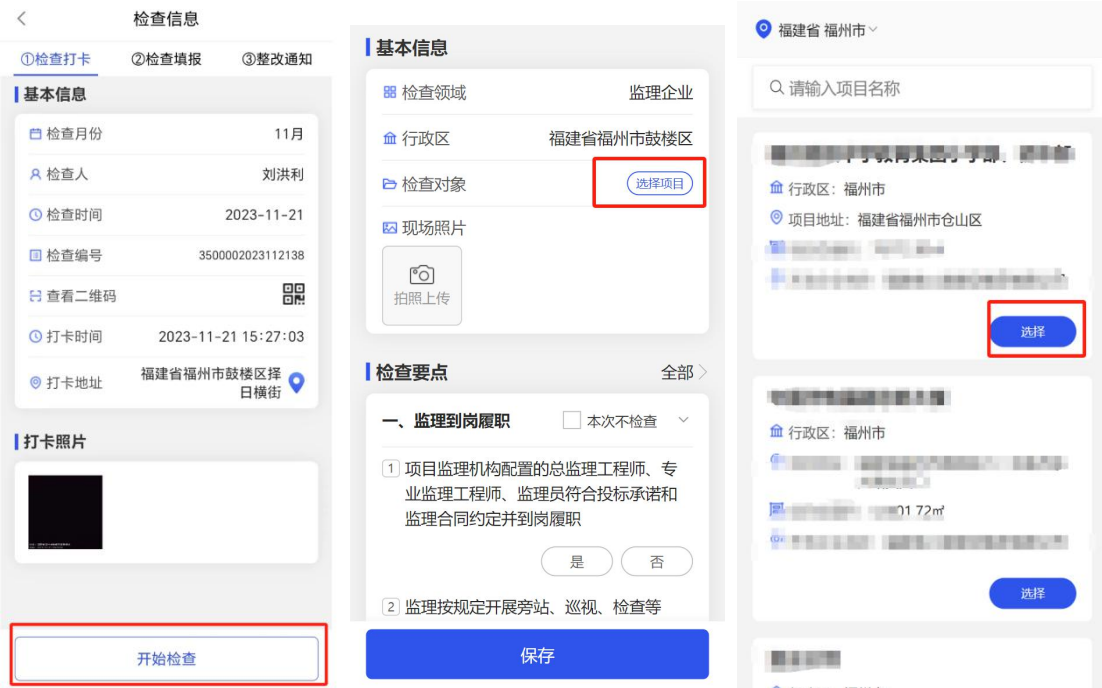 检查信息
①检查打卡 ②检查填报 ③整改通知
基本信息
检查月份 11月
检查人 刘洪利
检查时间 2023-11-21
检查编号 3500002023112138
查看二维码
打卡时间 2023-11-21 15:27:03
打卡地址 福建省福州市鼓楼区择
日横街
打卡照片
开始检查
基本信息
检查领域 监理企业
行政区 福建省福州市鼓楼区
检查对象 选择项目
现场照片
拍照上传
检查要点 全部
一、监理到岗履职 本次不检查
1 项目监理机构配置的总监理工程师、专
业监理工程师、监理员符合投标承诺和
监理合同约定并到岗履职
是 否
2 监理按规定开展旁站、巡视、检查等
保存
福建省 福州市
请输入项目名称
行政区：福州市
项目地址：福建省福州市仓山区
选择
行政区：福州市
01.72㎡
选择